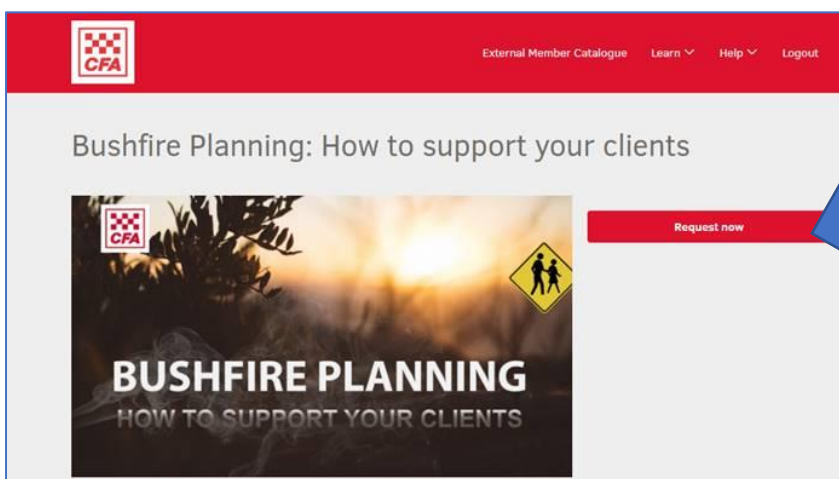 CFA
External Member Catalogue Learn Help Logout
Bushfire Planning: How to support your clients
CFA
Request now
BUSHFIRE PLANNING
HOW TO SUPPORT YOUR CLIENTS